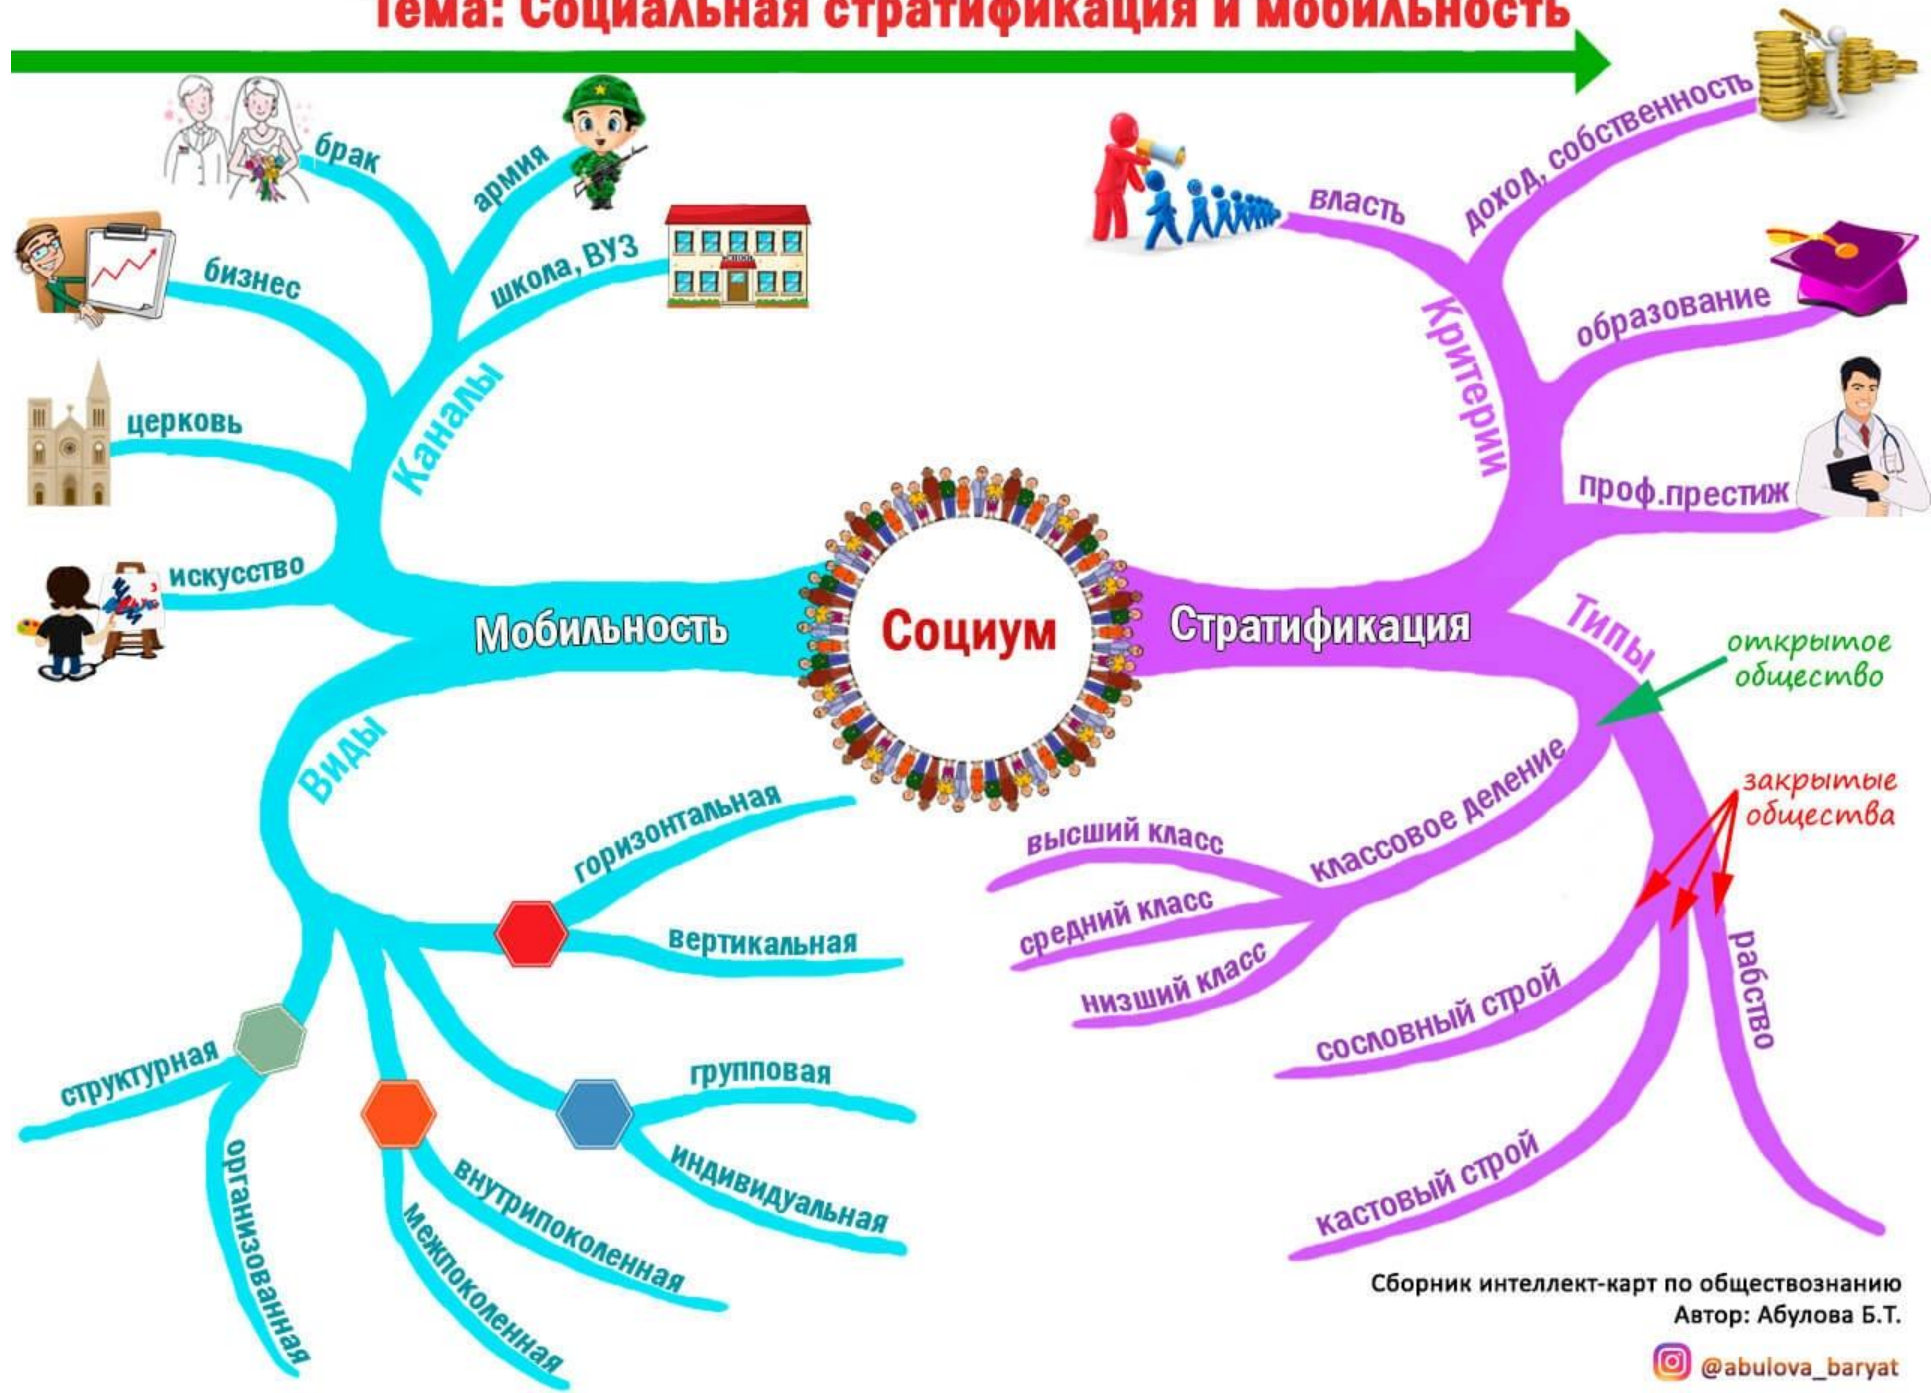 Тема: Социальная стратификация и мобильность
брак
армия
школа, ВУЗ
бизнес
церковь
искусство
Каналы
Мобильность
Виды
горизонтальная
вертикальная
групповая
индивидуальная
внутрипоколенная
межпоколенная
структурная
организованная
Социум
Стратификация
Критерии
власть
доход, собственность
образование
проф.престиж
Типы
открытое
общество
закрытые
общества
классовое деление
высший класс
средний класс
низший класс
сословный строй
кастовый строй
рабство
SCHOOL
Сборник интеллект-карт по обществознанию
Автор: Абулова Б.Т.
@abulova_baryat